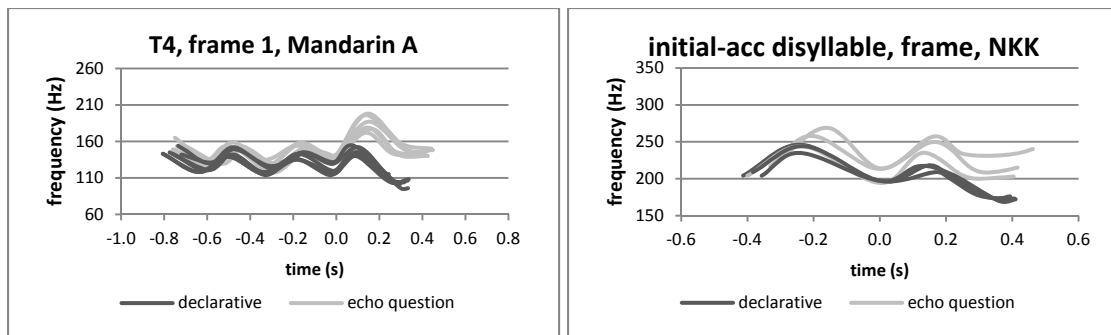 T4, frame 1, Mandarin A
frequency (Hz)
260
210
160
110
60
-1.0 -0.8 -0.6 -0.4 -0.2 0.0 0.2 0.4 0.6 0.8
time (s)
declarative echo question
initial-acc disyllable, frame, NKK
frequency (Hz)
350
300
250
200
150
-0.6 -0.4 -0.2 0.0 0.2 0.4 0.6
time (s)
declarative echo question